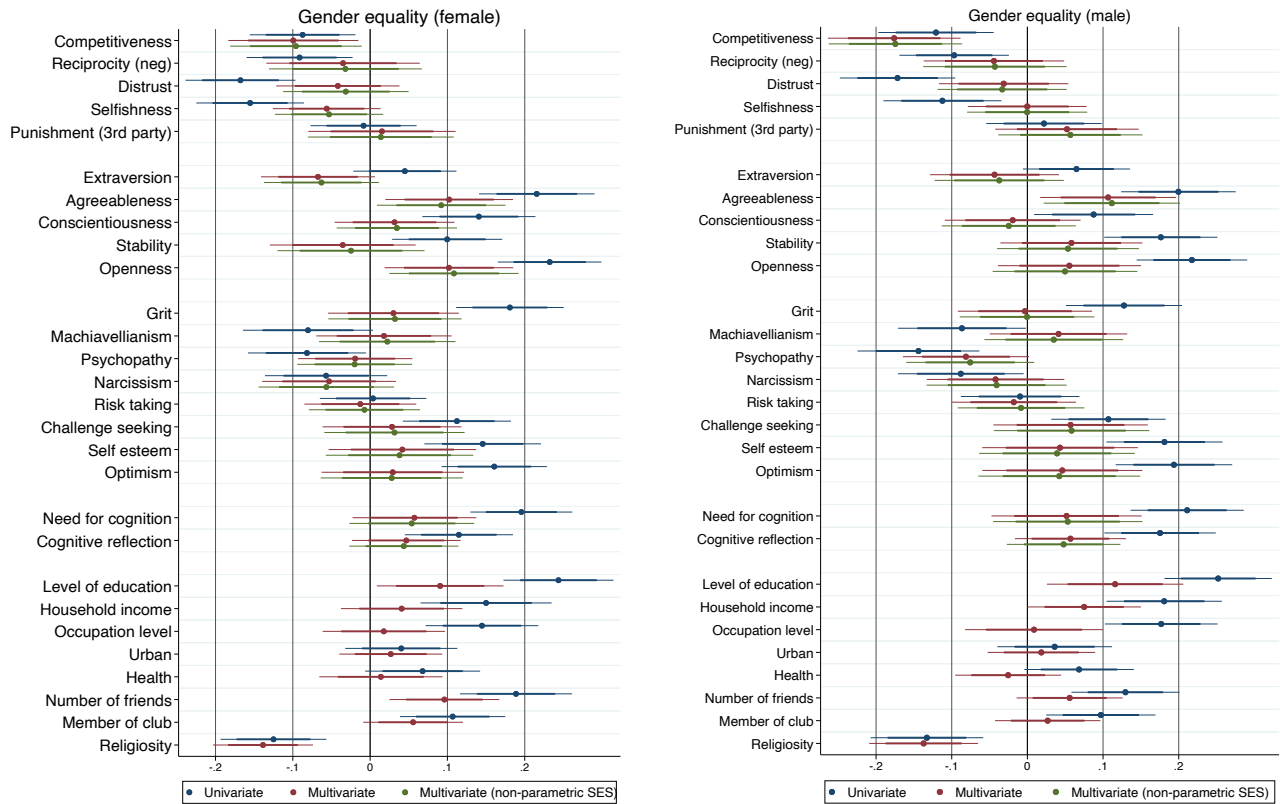 Gender equality (female)
Competitiveness
Reciprocity (neg)
Distrust
Selfishness
Punishment (3rd party)
Extraversion
Agreeableness
Conscientiousness
Stability
Openness
Grit
Machiavellianism
Psychopathy
Narcissism
Risk taking
Challenge seeking
Self esteem
Optimism
Need for cognition
Cognitive reflection
Level of education
Household income
Occupation level
Urban
Health
Number of friends
Member of club
Religiosity
-.2 -.1 0 .1 .2
Univariate Multivariate Multivariate (non-parametric SES)
Gender equality (male)
Competitiveness
Reciprocity (neg)
Distrust
Selfishness
Punishment (3rd party)
Extraversion
Agreeableness
Conscientiousness
Stability
Openness
Grit
Machiavellianism
Psychopathy
Narcissism
Risk taking
Challenge seeking
Self esteem
Optimism
Need for cognition
Cognitive reflection
Level of education
Household income
Occupation level
Urban
Health
Number of friends
Member of club
Religiosity
-.2 -.1 0 .1 .2
Univariate Multivariate Multivariate (non-parametric SES)